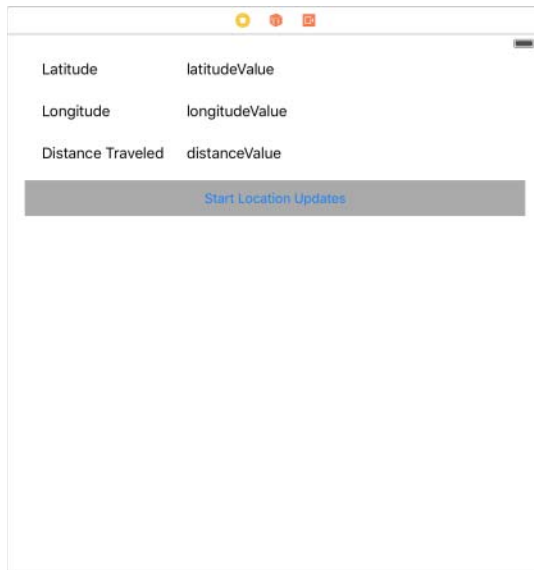 Latitude latitudeValue
Longitude longitudeValue
Distance Traveled distanceValue
Start Location Updates